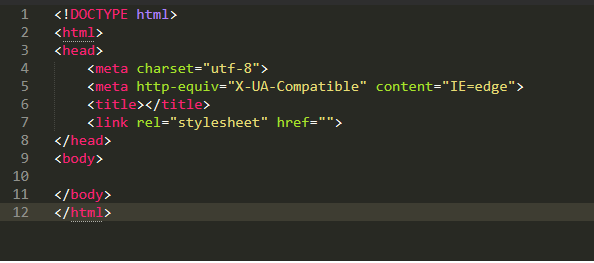 1 <!DOCTYPE html>
2 <html>
3 <head>
4     <meta charset="utf-8">
5     <meta http-equiv="X-UA-Compatible" content="IE=edge">
6     <title></title>
7     <link rel="stylesheet" href="">
8 </head>
9 <body>
10
11 </body>
12 </html>